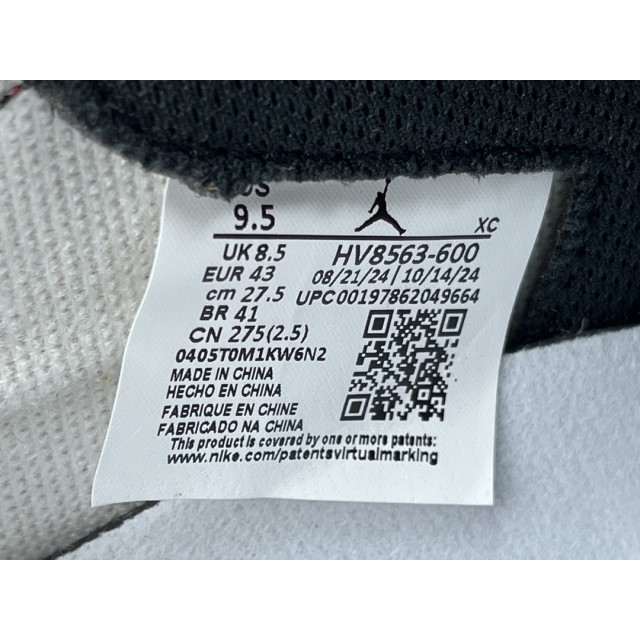 US
9.5
XC
UK 8.5
HV8563-600
EUR 43
08/21/24 | 10/14/24
cm 27.5
UPC 00197862049664
BR 41
CN 275(2.5)
0405T0M1KW6N2
MADE IN CHINA
HECHO EN CHINA
FABRIQUE EN CHINE
FABRICADO NA CHINA
This product is covered by one or more patents:
www.nike.com/patentsvirtualmarking